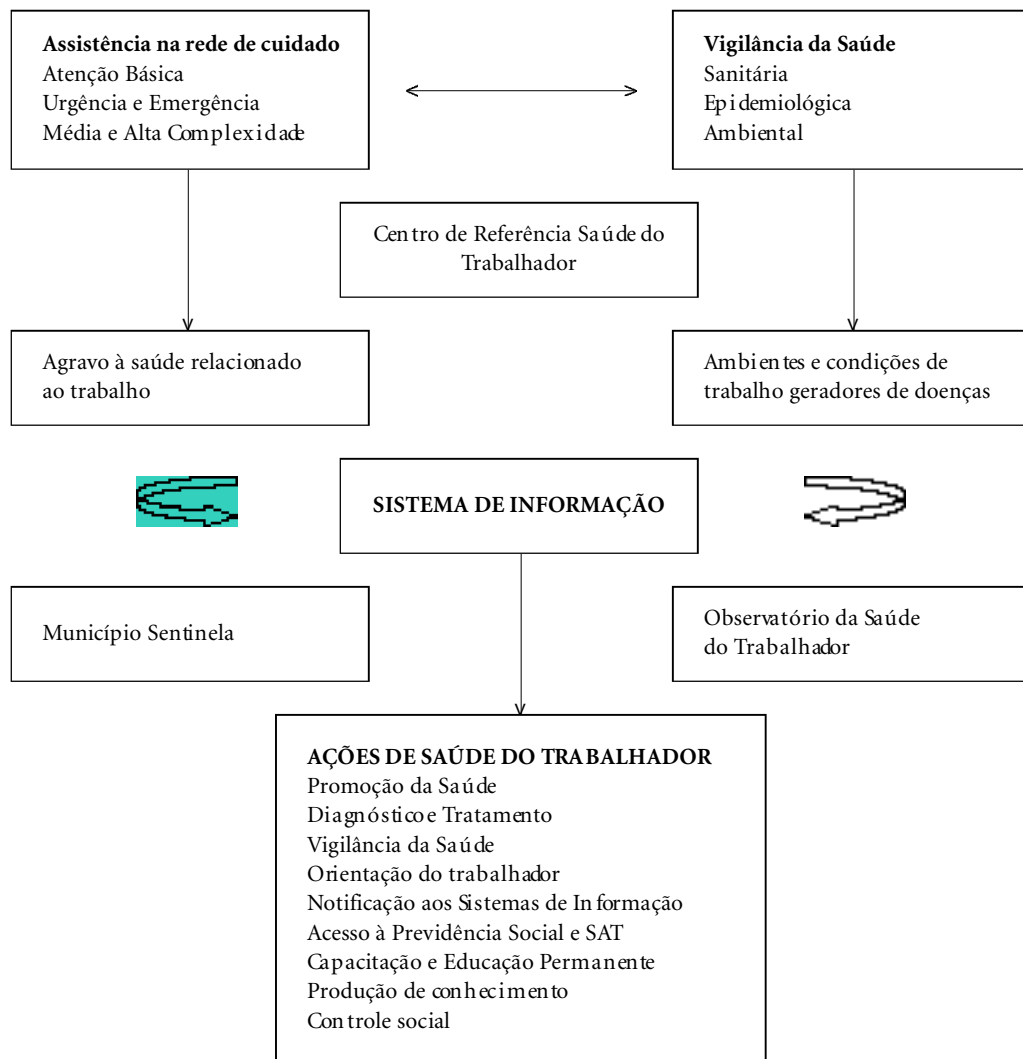 Assistência na rede de cuidado
Atenção Básica
Urgência e Emergência
Média e Alta Complexidade
Vigilância da Saúde
Sanitária
Epidemiológica
Ambiental
Centro de Referência Saúde do
Trabalhador
Agravo à saúde relacionado
ao trabalho
Ambientes e condições de
trabalho geradores de doenças
SISTEMA DE INFORMAÇÃO
Município Sentinela
Observatório da Saúde
do Trabalhador
AÇÕES DE SAÚDE DO TRABALHADOR
Promoção da Saúde
Diagnóstico e Tratamento
Vigilância da Saúde
Orientação do trabalhador
Notificação aos Sistemas de Informação
Acesso à Previdência Social e SAT
Capacitação e Educação Permanente
Produção de conhecimento
Controle social